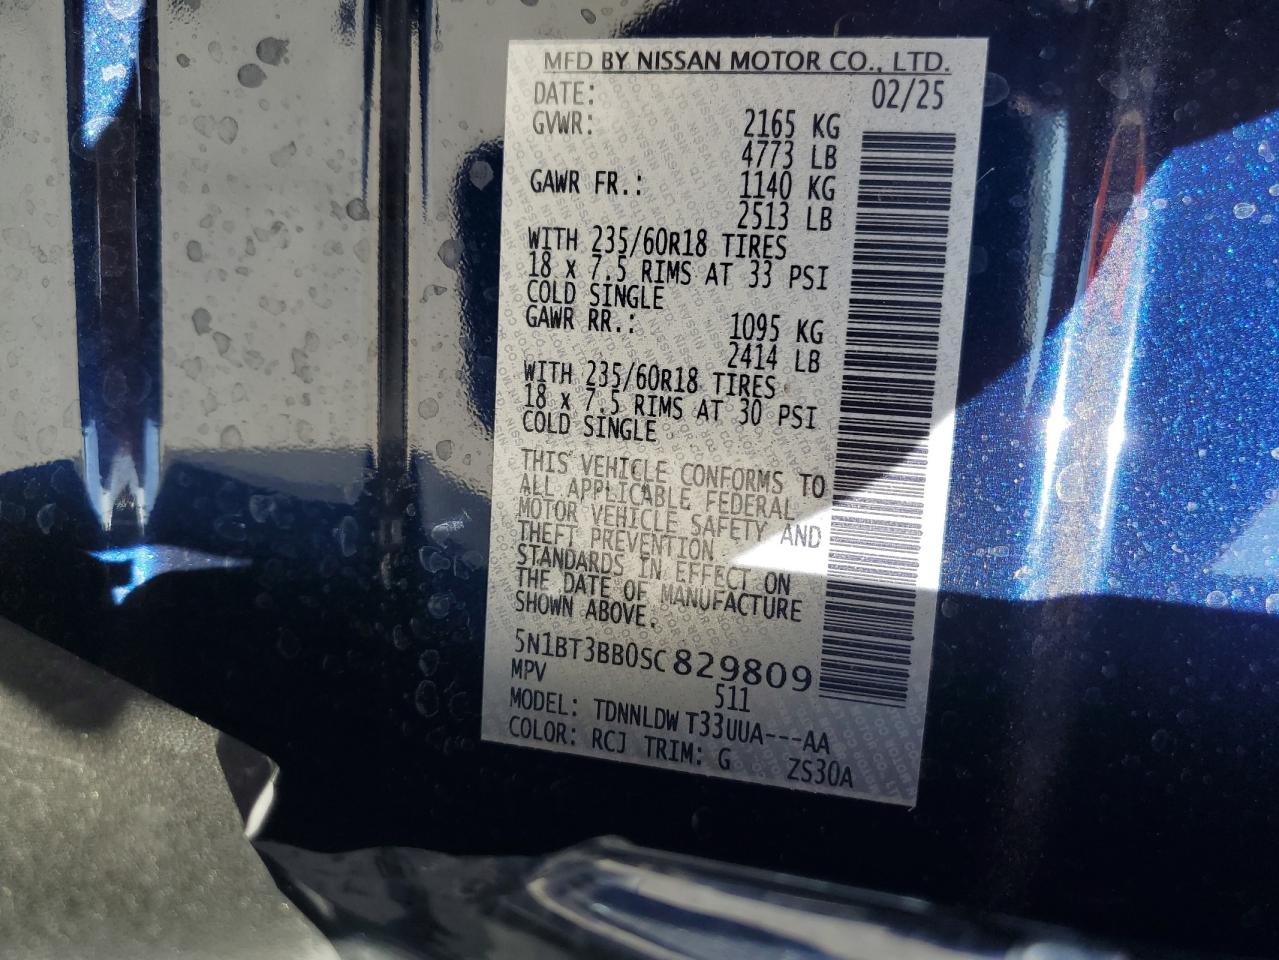 MFD BY NISSAN MOTOR CO., LTD.
DATE: 02/25
GVWR: 2165 KG
4773 LB
GAWR FR.: 1140 KG
2513 LB
WITH 235/60R18 TIRES
18 x 7.5 RIMS AT 33 PSI
COLD SINGLE
GAWR RR.: 1095 KG
2414 LB
WITH 235/60R18 TIRES
18 x 7.5 RIMS AT 30 PSI
COLD SINGLE
THIS VEHICLE CONFORMS TO
ALL APPLICABLE FEDERAL
MOTOR VEHICLE SAFETY AND
THEFT PREVENTION
STANDARDS IN EFFECT ON
THE DATE OF MANUFACTURE
SHOWN ABOVE.
5N1BT3BB0SC829809
MPV 511
MODEL: TDNNLDW T33UUA---AA
COLOR: RCJ TRIM: G ZS30A